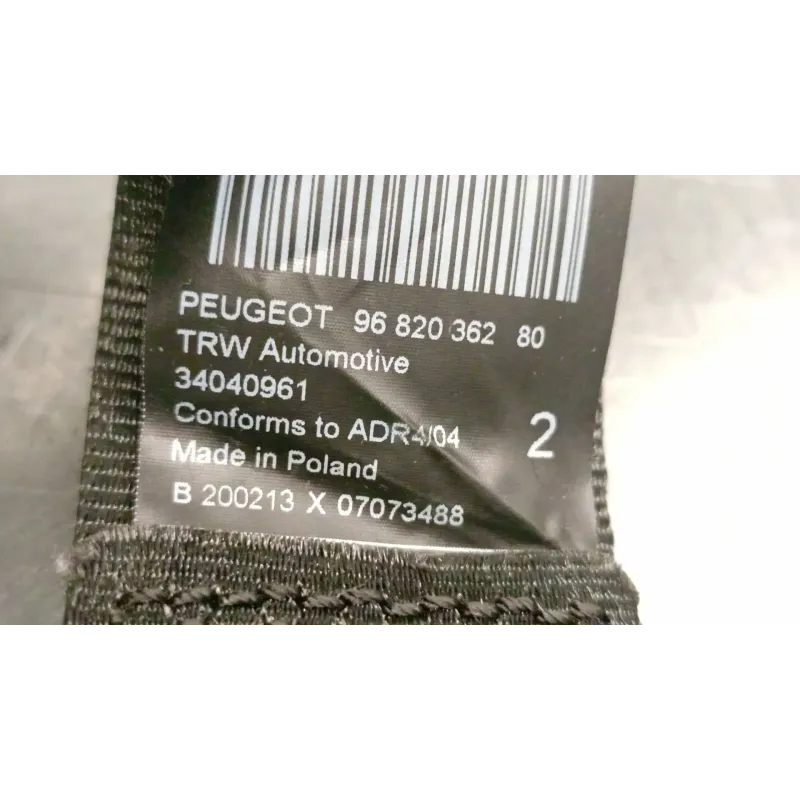 PEUGEOT 96 820 362 80
TRW Automotive
34040961
Conforms to ADR4/04
2
Made in Poland
B 200213 X 07073488